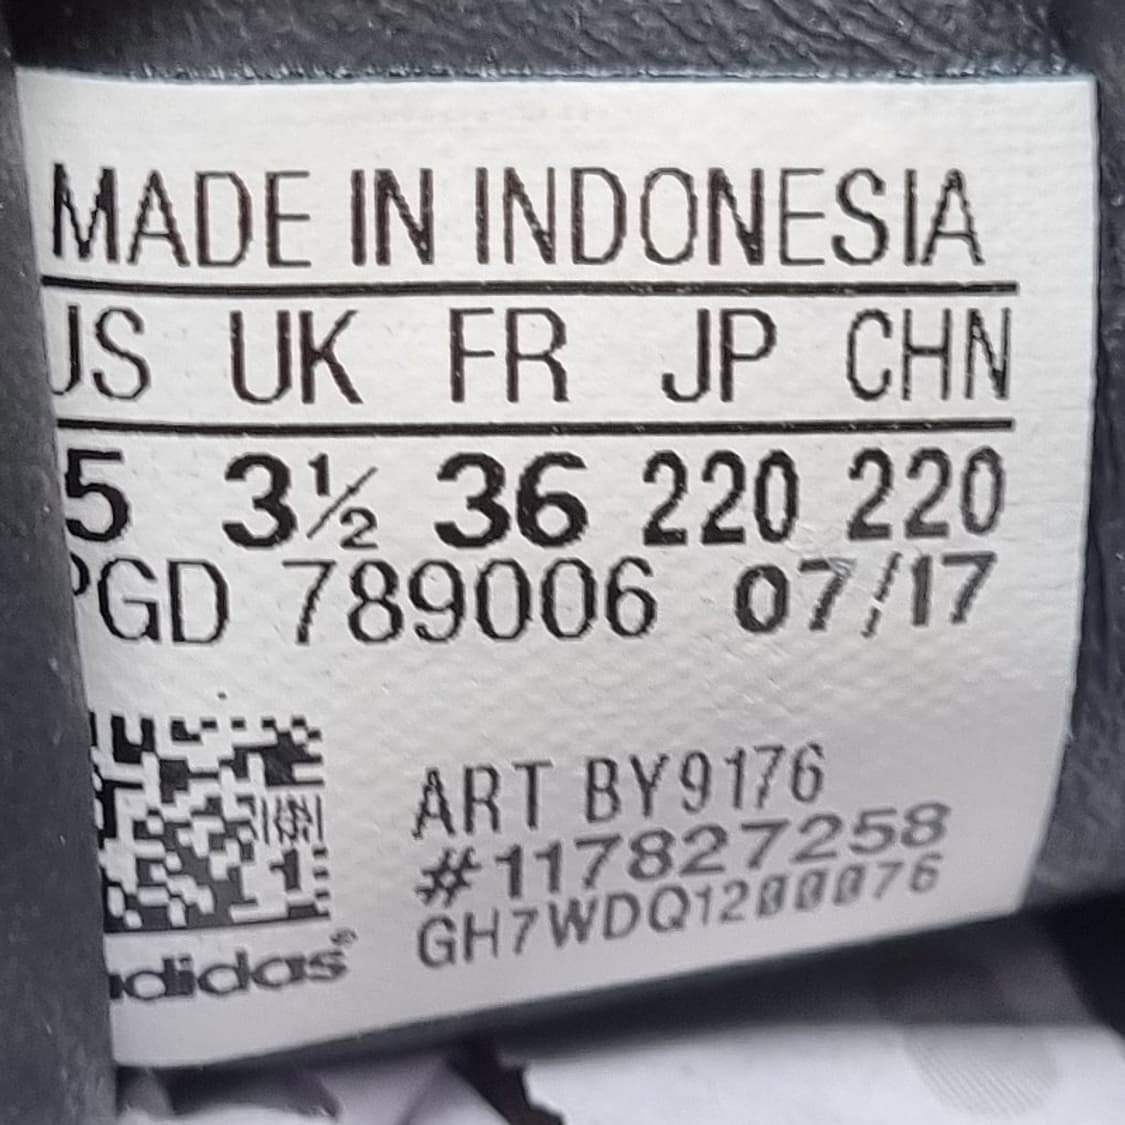 MADE IN INDONESIA
US UK FR JP CHN
5 3½ 36 220 220
PGD 789006 07/17
ART BY9176
#117827258
GH7WDQ1200076
adidas®